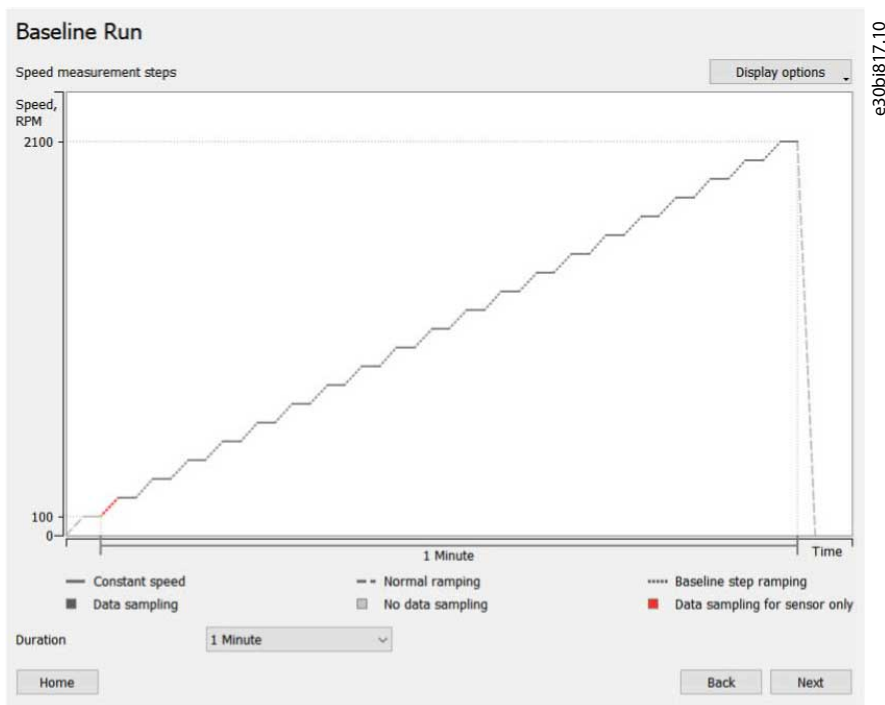 Baseline Run
Speed measurement steps
Display options
e30bi817.10
Speed,
RPM
2100
100
0
1 Minute
Time
Constant speed
Normal ramping
Baseline step ramping
Data sampling
No data sampling
Data sampling for sensor only
Duration
1 Minute
Home
Back
Next